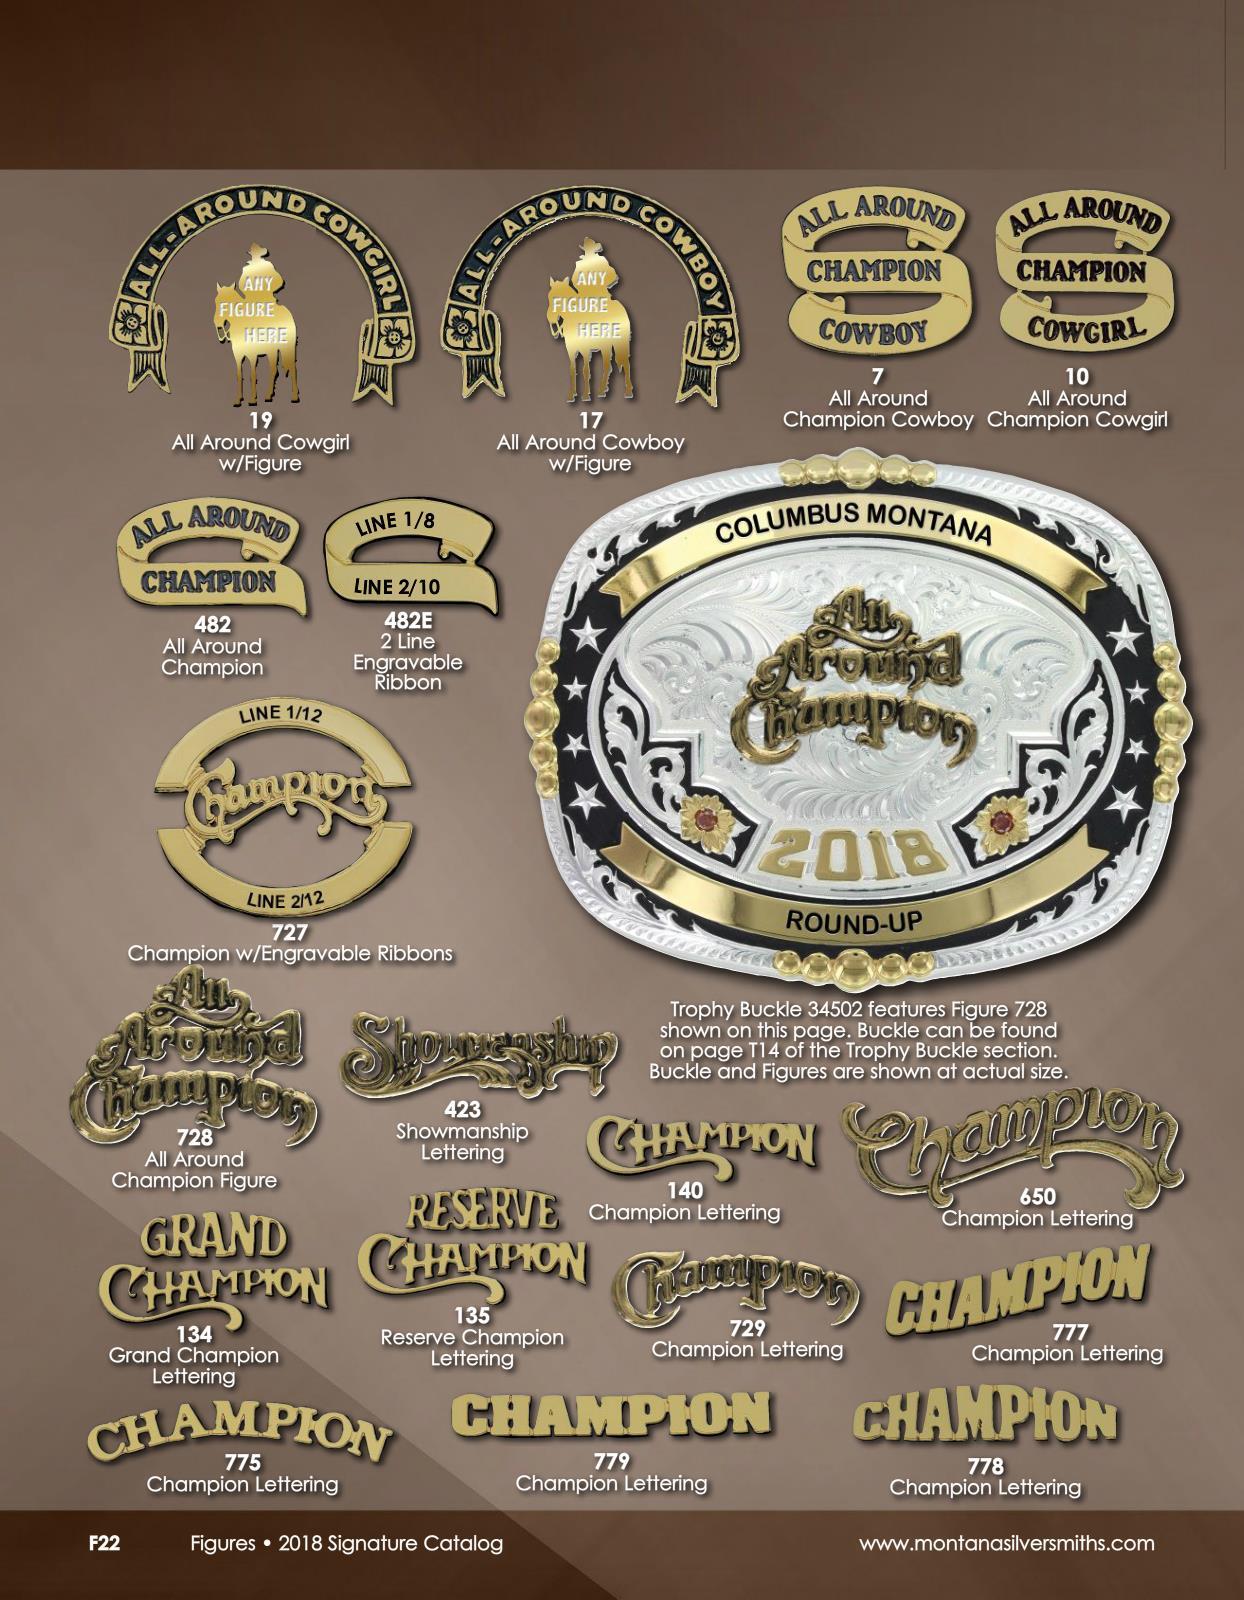 ALL-AROUND COWGIRL
ANY
FIGURE
HERE
19
All Around Cowgirl
w/Figure
ALL-AROUND COWBOY
ANY
FIGURE
HERE
17
All Around Cowboy
w/Figure
ALL AROUND
CHAMPION
COWBOY
7
All Around
Champion Cowboy
ALL AROUND
CHAMPION
COWGIRL
10
All Around
Champion Cowgirl
ALL AROUND
CHAMPION
482
All Around
Champion
LINE 1/8
LINE 2/10
482E
2 Line
Engravable
Ribbon
COLUMBUS MONTANA
All
Around
Champion
2018
ROUND-UP
LINE 1/12
Champion
LINE 2/12
727
Champion w/Engravable Ribbons
Trophy Buckle 34502 features Figure 728
shown on this page. Buckle can be found
on page T14 of the Trophy Buckle section.
Buckle and Figures are shown at actual size.
All
Around
Champion
728
All Around
Champion Figure
Showmanship
423
Showmanship
Lettering
CHAMPION
140
Champion Lettering
Champion
650
Champion Lettering
GRAND
CHAMPION
134
Grand Champion
Lettering
RESERVE
CHAMPION
135
Reserve Champion
Lettering
Champion
729
Champion Lettering
CHAMPION
777
Champion Lettering
CHAMPION
775
Champion Lettering
CHAMPION
779
Champion Lettering
CHAMPION
778
Champion Lettering
F22
Figures • 2018 Signature Catalog
www.montanasilversmiths.com